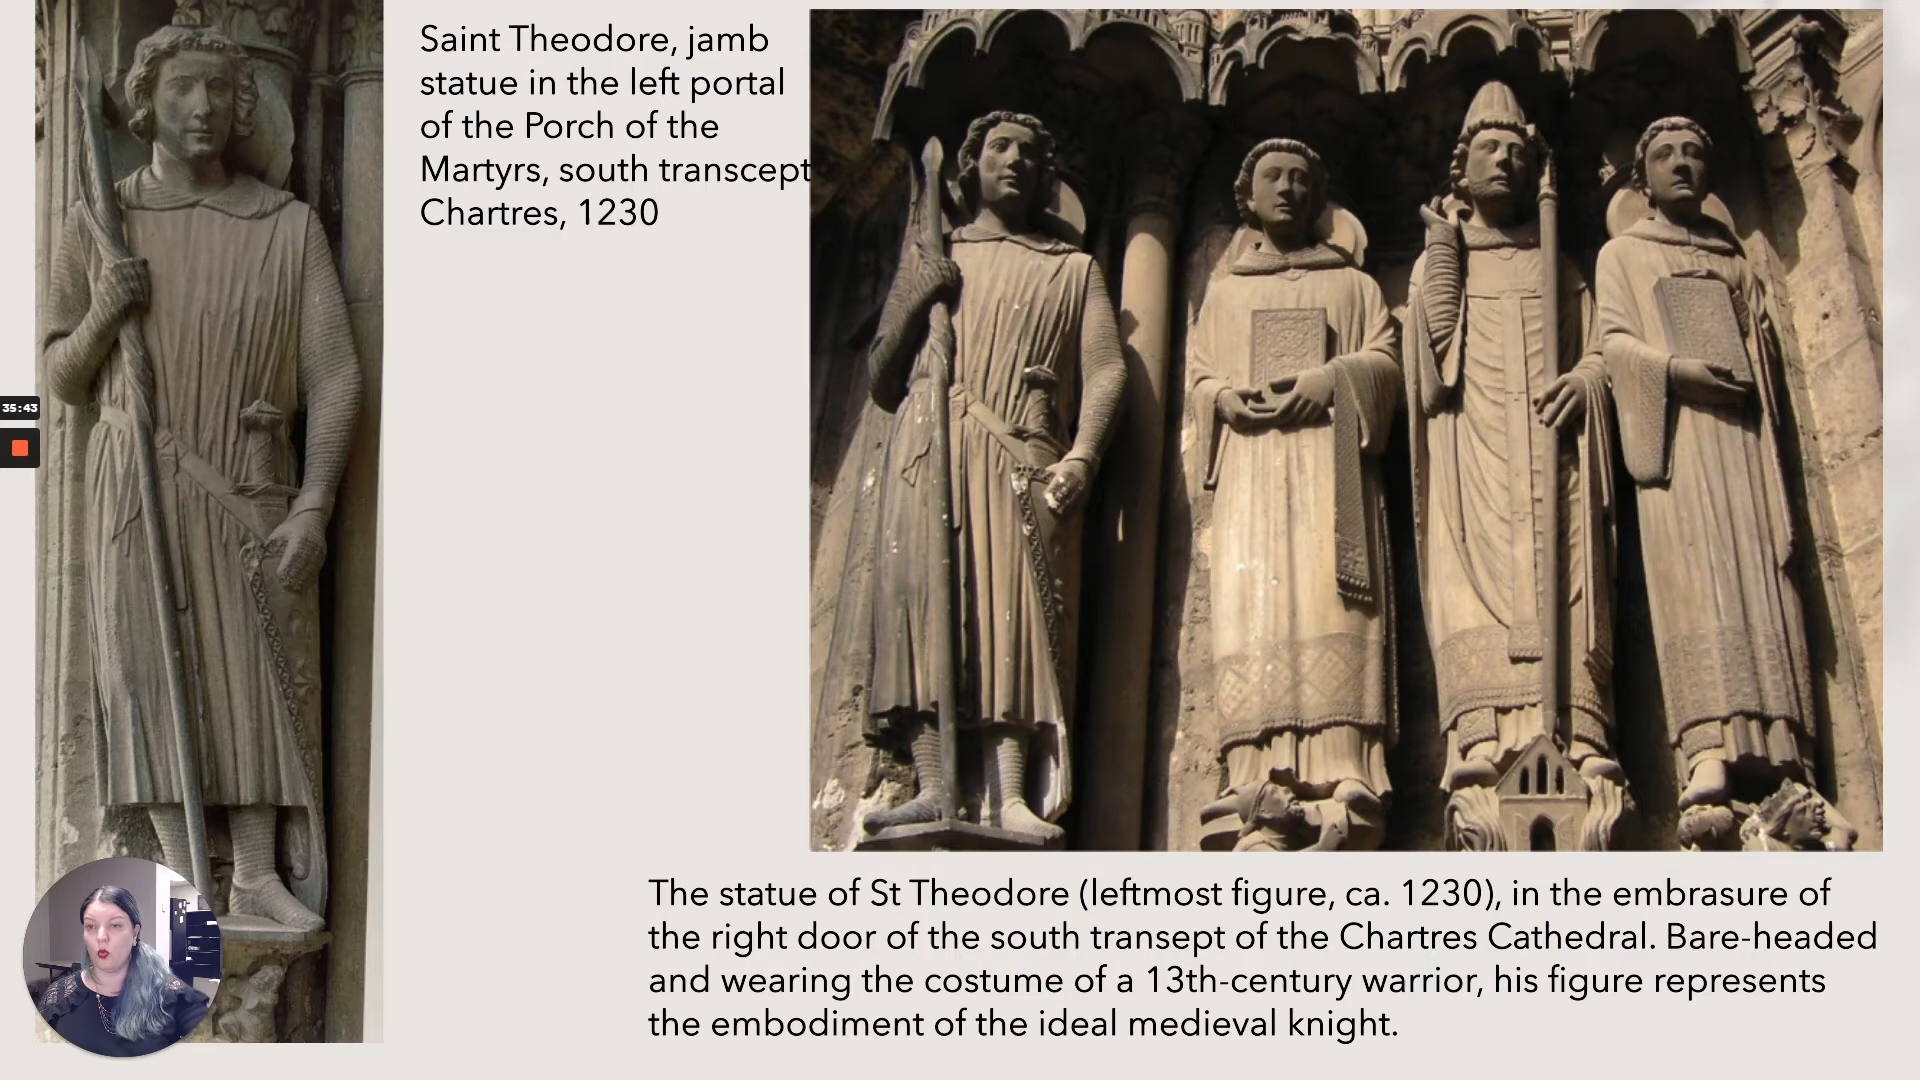 Saint Theodore, jamb
statue in the left portal
of the Porch of the
Martyrs, south transcept
Chartres, 1230
35:43
The statue of St Theodore (leftmost figure, ca. 1230), in the embrasure of
the right door of the south transept of the Chartres Cathedral. Bare-headed
and wearing the costume of a 13th-century warrior, his figure represents
the embodiment of the ideal medieval knight.